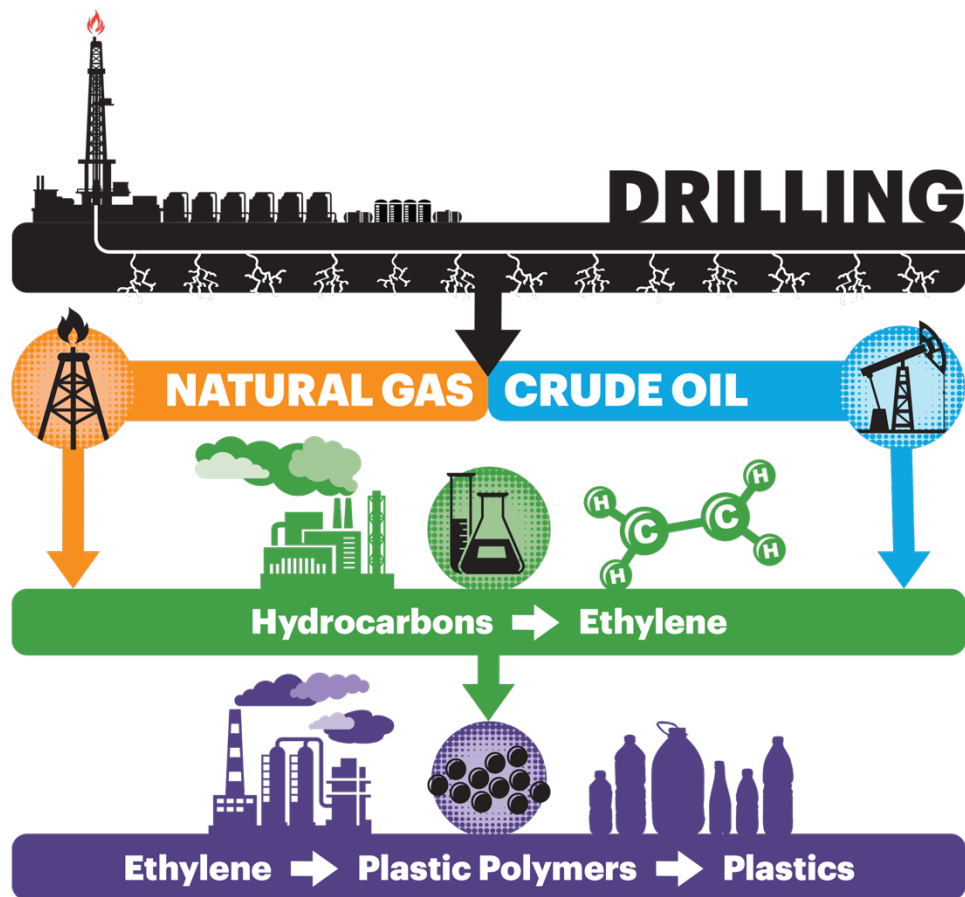 DRILLING
NATURAL GAS
CRUDE OIL
H
H
C
C
H
H
Hydrocarbons → Ethylene
Ethylene → Plastic Polymers → Plastics